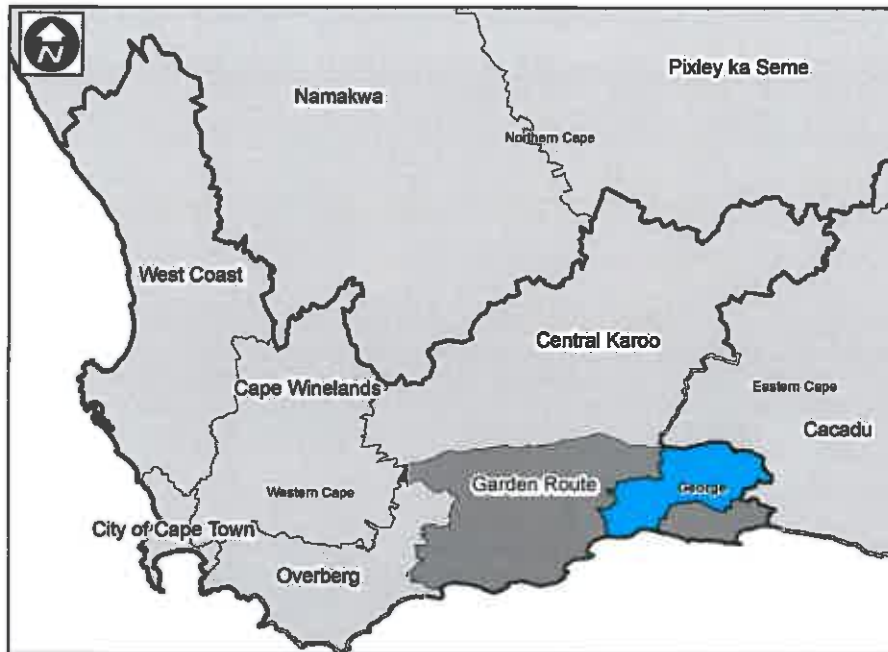 N
Namakwa
Pixley ka Seme
Northern Cape
West Coast
Central Karoo
Cape Winelands
Eastern Cape
Cacadu
Garden Route
George
Western Cape
City of Cape Town
Overberg